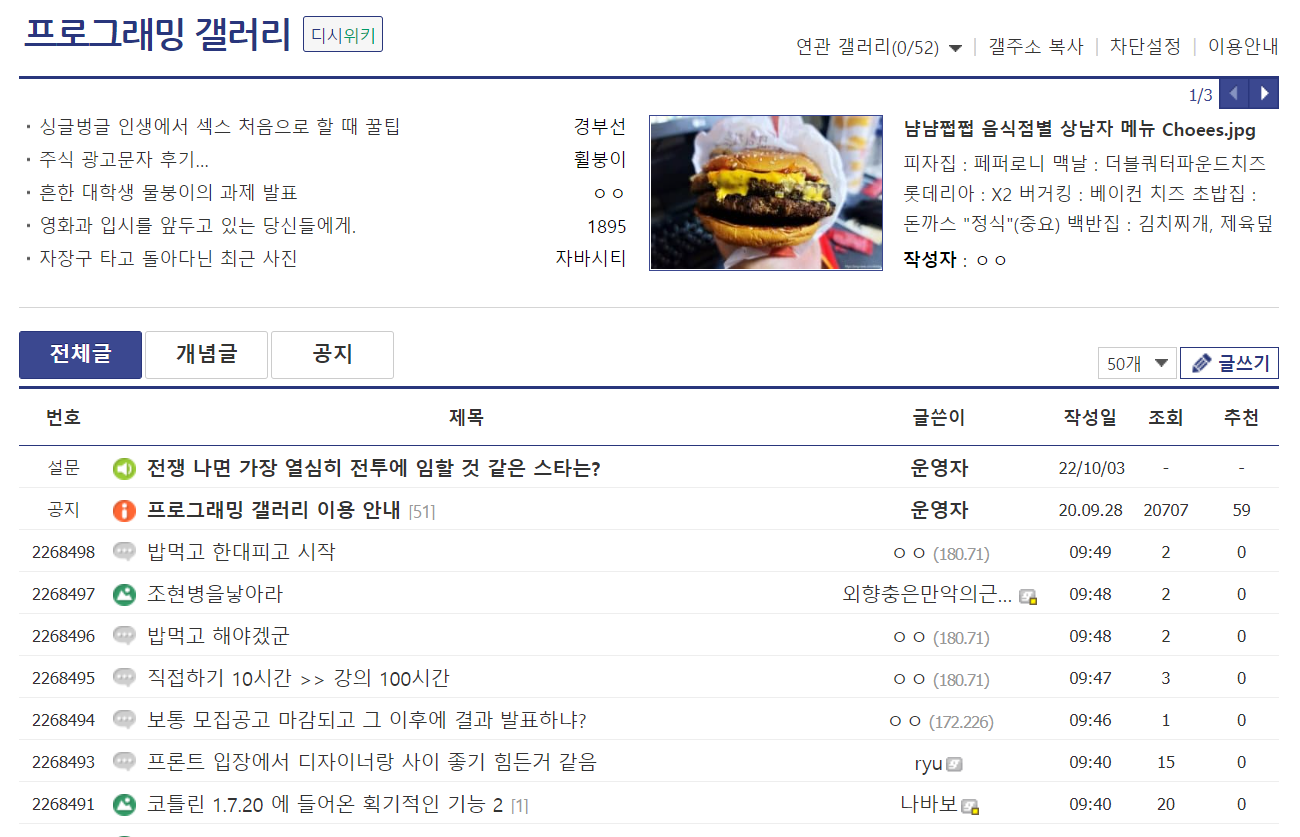 프로그래밍 갤러리 디시위키
연관 갤러리(0/52) ▼ | 갤주소 복사 | 차단설정 | 이용안내
1/3
· 싱글벙글 인생에서 섹스 처음으로 할 때 꿀팁 경부선
· 주식 광고문자 후기... 휠붕이
· 흔한 대학생 물붕이의 과제 발표 ㅇㅇ
· 영화과 입시를 앞두고 있는 당신들에게. 1895
· 자장구 타고 돌아다닌 최근 사진 자바시티
냠냠쩝쩝 음식점별 상남자 메뉴 Choees.jpg
피자집 : 페퍼로니 맥날 : 더블쿼터파운드치즈
롯데리아 : X2 버거킹 : 베이컨 치즈 초밥집 :
돈까스 "정식"(중요) 백반집 : 김치찌개, 제육덮
작성자 : ㅇㅇ
전체글 개념글 공지
50개 ▼ 글쓰기
번호 제목 글쓴이 작성일 조회 추천
설문 전쟁 나면 가장 열심히 전투에 임할 것 같은 스타는? 운영자 22/10/03 - -
공지 프로그래밍 갤러리 이용 안내 [51] 운영자 20.09.28 20707 59
2268498 밥먹고 한대피고 시작 ㅇㅇ (180.71) 09:49 2 0
2268497 조현병을낳아라 외향충은만악의근... 09:48 2 0
2268496 밥먹고 해야겠군 ㅇㅇ (180.71) 09:48 2 0
2268495 직접하기 10시간 >> 강의 100시간 ㅇㅇ (180.71) 09:47 3 0
2268494 보통 모집공고 마감되고 그 이후에 결과 발표하냐? ㅇㅇ (172.226) 09:46 1 0
2268493 프론트 입장에서 디자이너랑 사이 좋기 힘든거 같음 ryu 09:40 15 0
2268491 코틀린 1.7.20 에 들어온 획기적인 기능 2 [1] 나바보 09:40 20 0